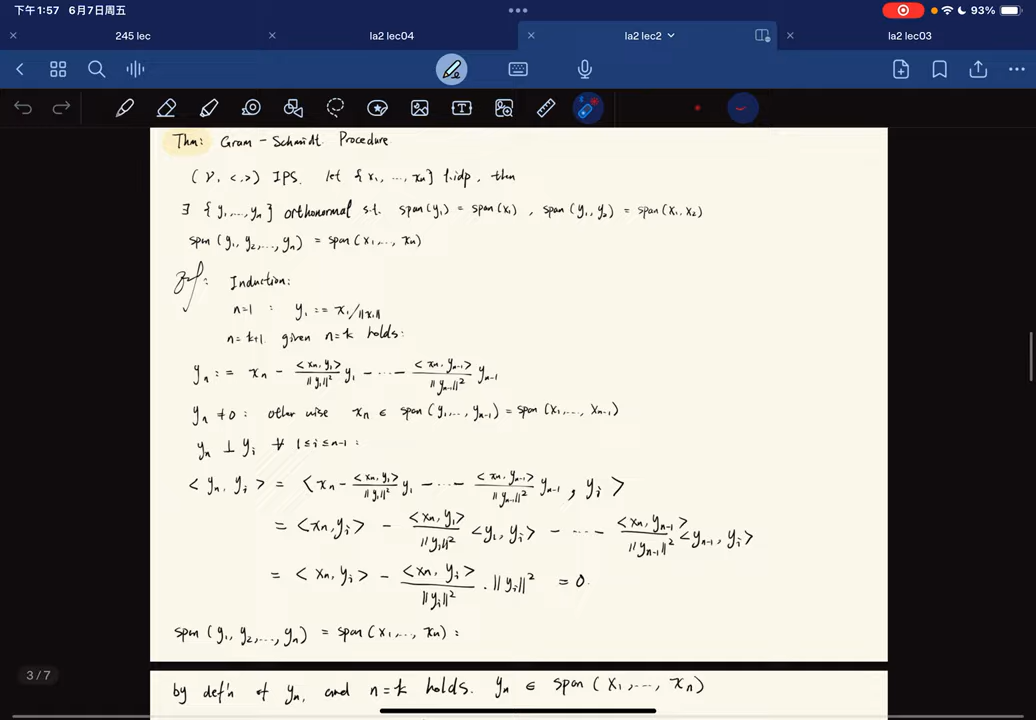 下午1:57 6月7日周五
93%
245 lec
la2 lec04
la2 lec2
la2 lec03
Thm: Gram-Schmidt Procedure
(V, <,>) IPS. let {x₁, ..., xₙ} l.idp, then
∃ {y₁,...,yₙ} orthonormal s.t. span(y₁) = span(x₁), span(y₁, y₂) = span(x₁, x₂)
span(y₁, y₂,..., yₙ) = span(x₁,..., xₙ)
Pf: Induction:
n=1 : y₁ := x₁/||x₁||
n=k+1 given n=k holds:
yₙ := xₙ - <xₙ, y₁>/||y₁||² y₁ - ... - <xₙ, yₙ₋₁>/||yₙ₋₁||² yₙ₋₁
yₙ ≠ 0 : other wise xₙ ∈ span(y₁,..., yₙ₋₁) = span(x₁,..., xₙ₋₁)
yₙ ⊥ yᵢ ∀ 1≤i≤n-1 :
<yₙ, yᵢ> = <xₙ - <xₙ, y₁>/||y₁||² y₁ - ... - <xₙ, yₙ₋₁>/||yₙ₋₁||² yₙ₋₁, yᵢ>
= <xₙ, yᵢ> - <xₙ, y₁>/||y₁||² <y₁, yᵢ> - ... - <xₙ, yₙ₋₁>/||yₙ₋₁||² <yₙ₋₁, yᵢ>
= <xₙ, yᵢ> - <xₙ, yᵢ>/||yᵢ||² · ||yᵢ||² = 0.
span(y₁, y₂,..., yₙ) = span(x₁,..., xₙ) :
3/7
by def'n of yₙ, and n=k holds. yₙ ∈ span(x₁,..., xₙ)